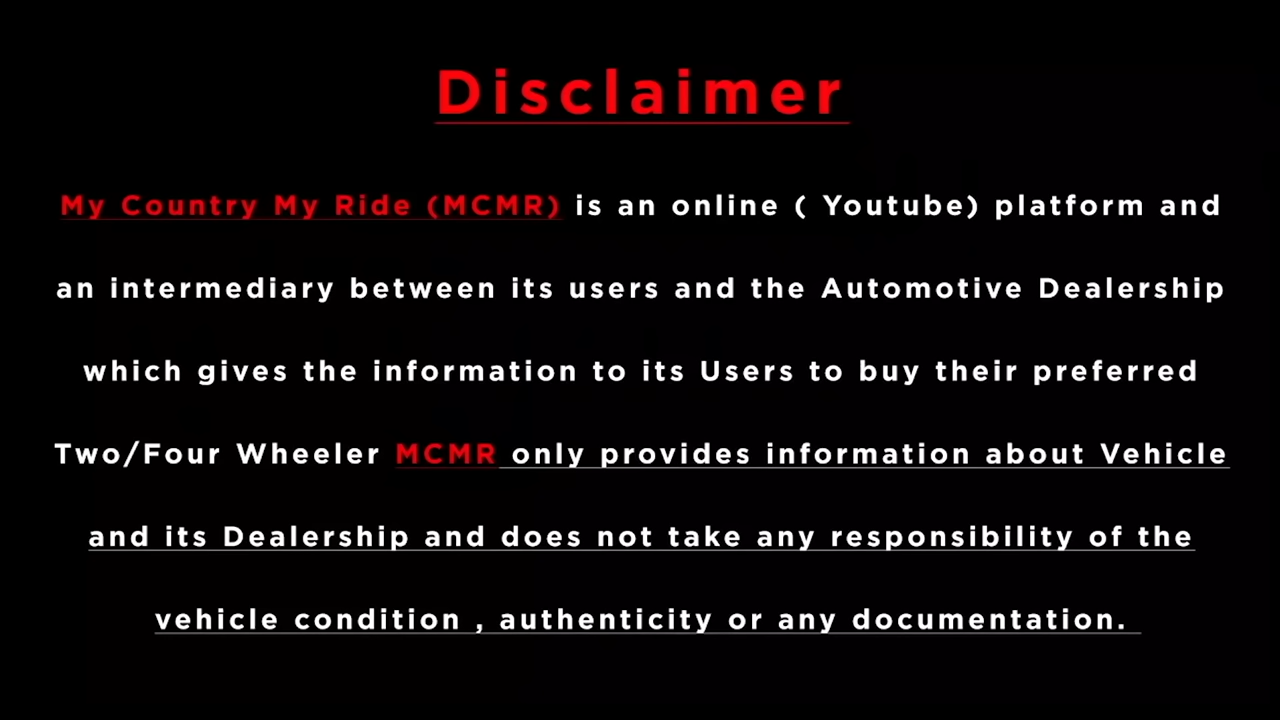 Disclaimer
My Country My Ride (MCMR) is an online ( Youtube) platform and
an intermediary between its users and the Automotive Dealership
which gives the information to its Users to buy their preferred
Two/Four Wheeler MCMR only provides information about Vehicle
and its Dealership and does not take any responsibility of the
vehicle condition , authenticity or any documentation.